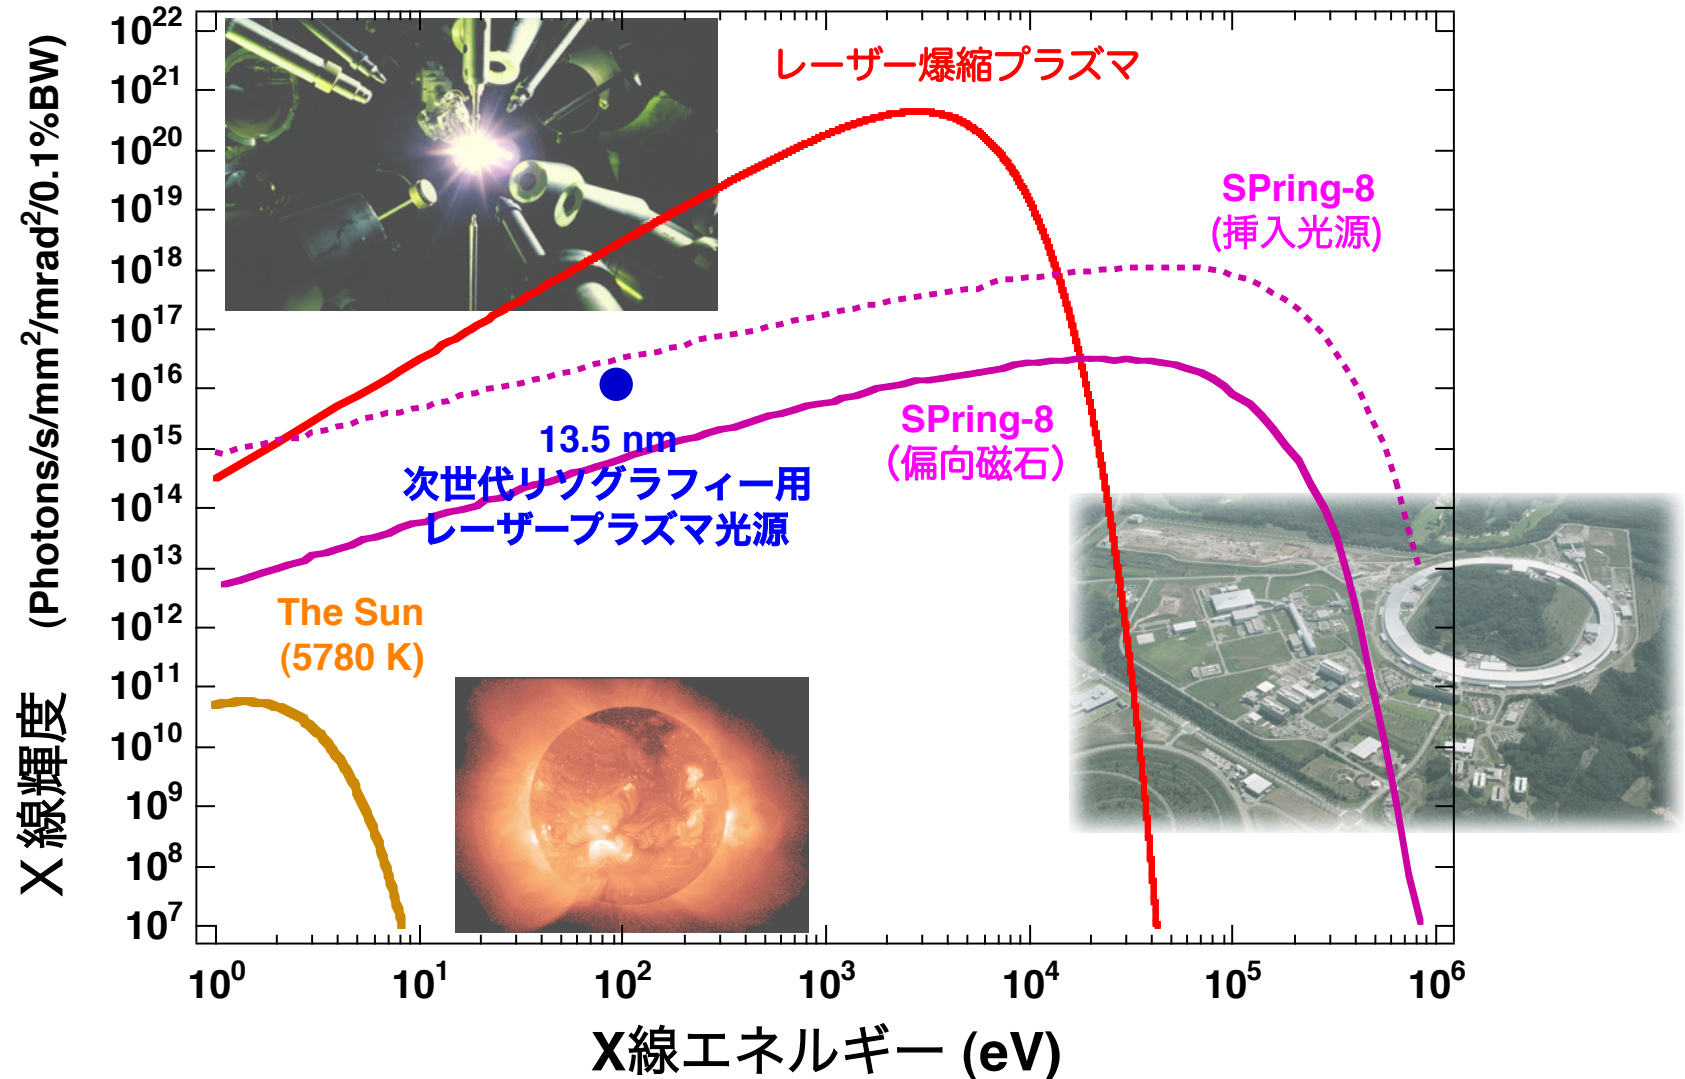 X線輝度 (Photons/s/mm²/mrad²/0.1%BW)
10²²
10²¹
10²⁰
10¹⁹
10¹⁸
10¹⁷
10¹⁶
10¹⁵
10¹⁴
10¹³
10¹²
10¹¹
10¹⁰
10⁹
10⁸
10⁷
レーザー爆縮プラズマ
SPring-8
(挿入光源)
SPring-8
（偏向磁石）
13.5 nm
次世代リソグラフィー用
レーザープラズマ光源
The Sun
(5780 K)
10⁰ 10¹ 10² 10³ 10⁴ 10⁵ 10⁶
X線エネルギー (eV)